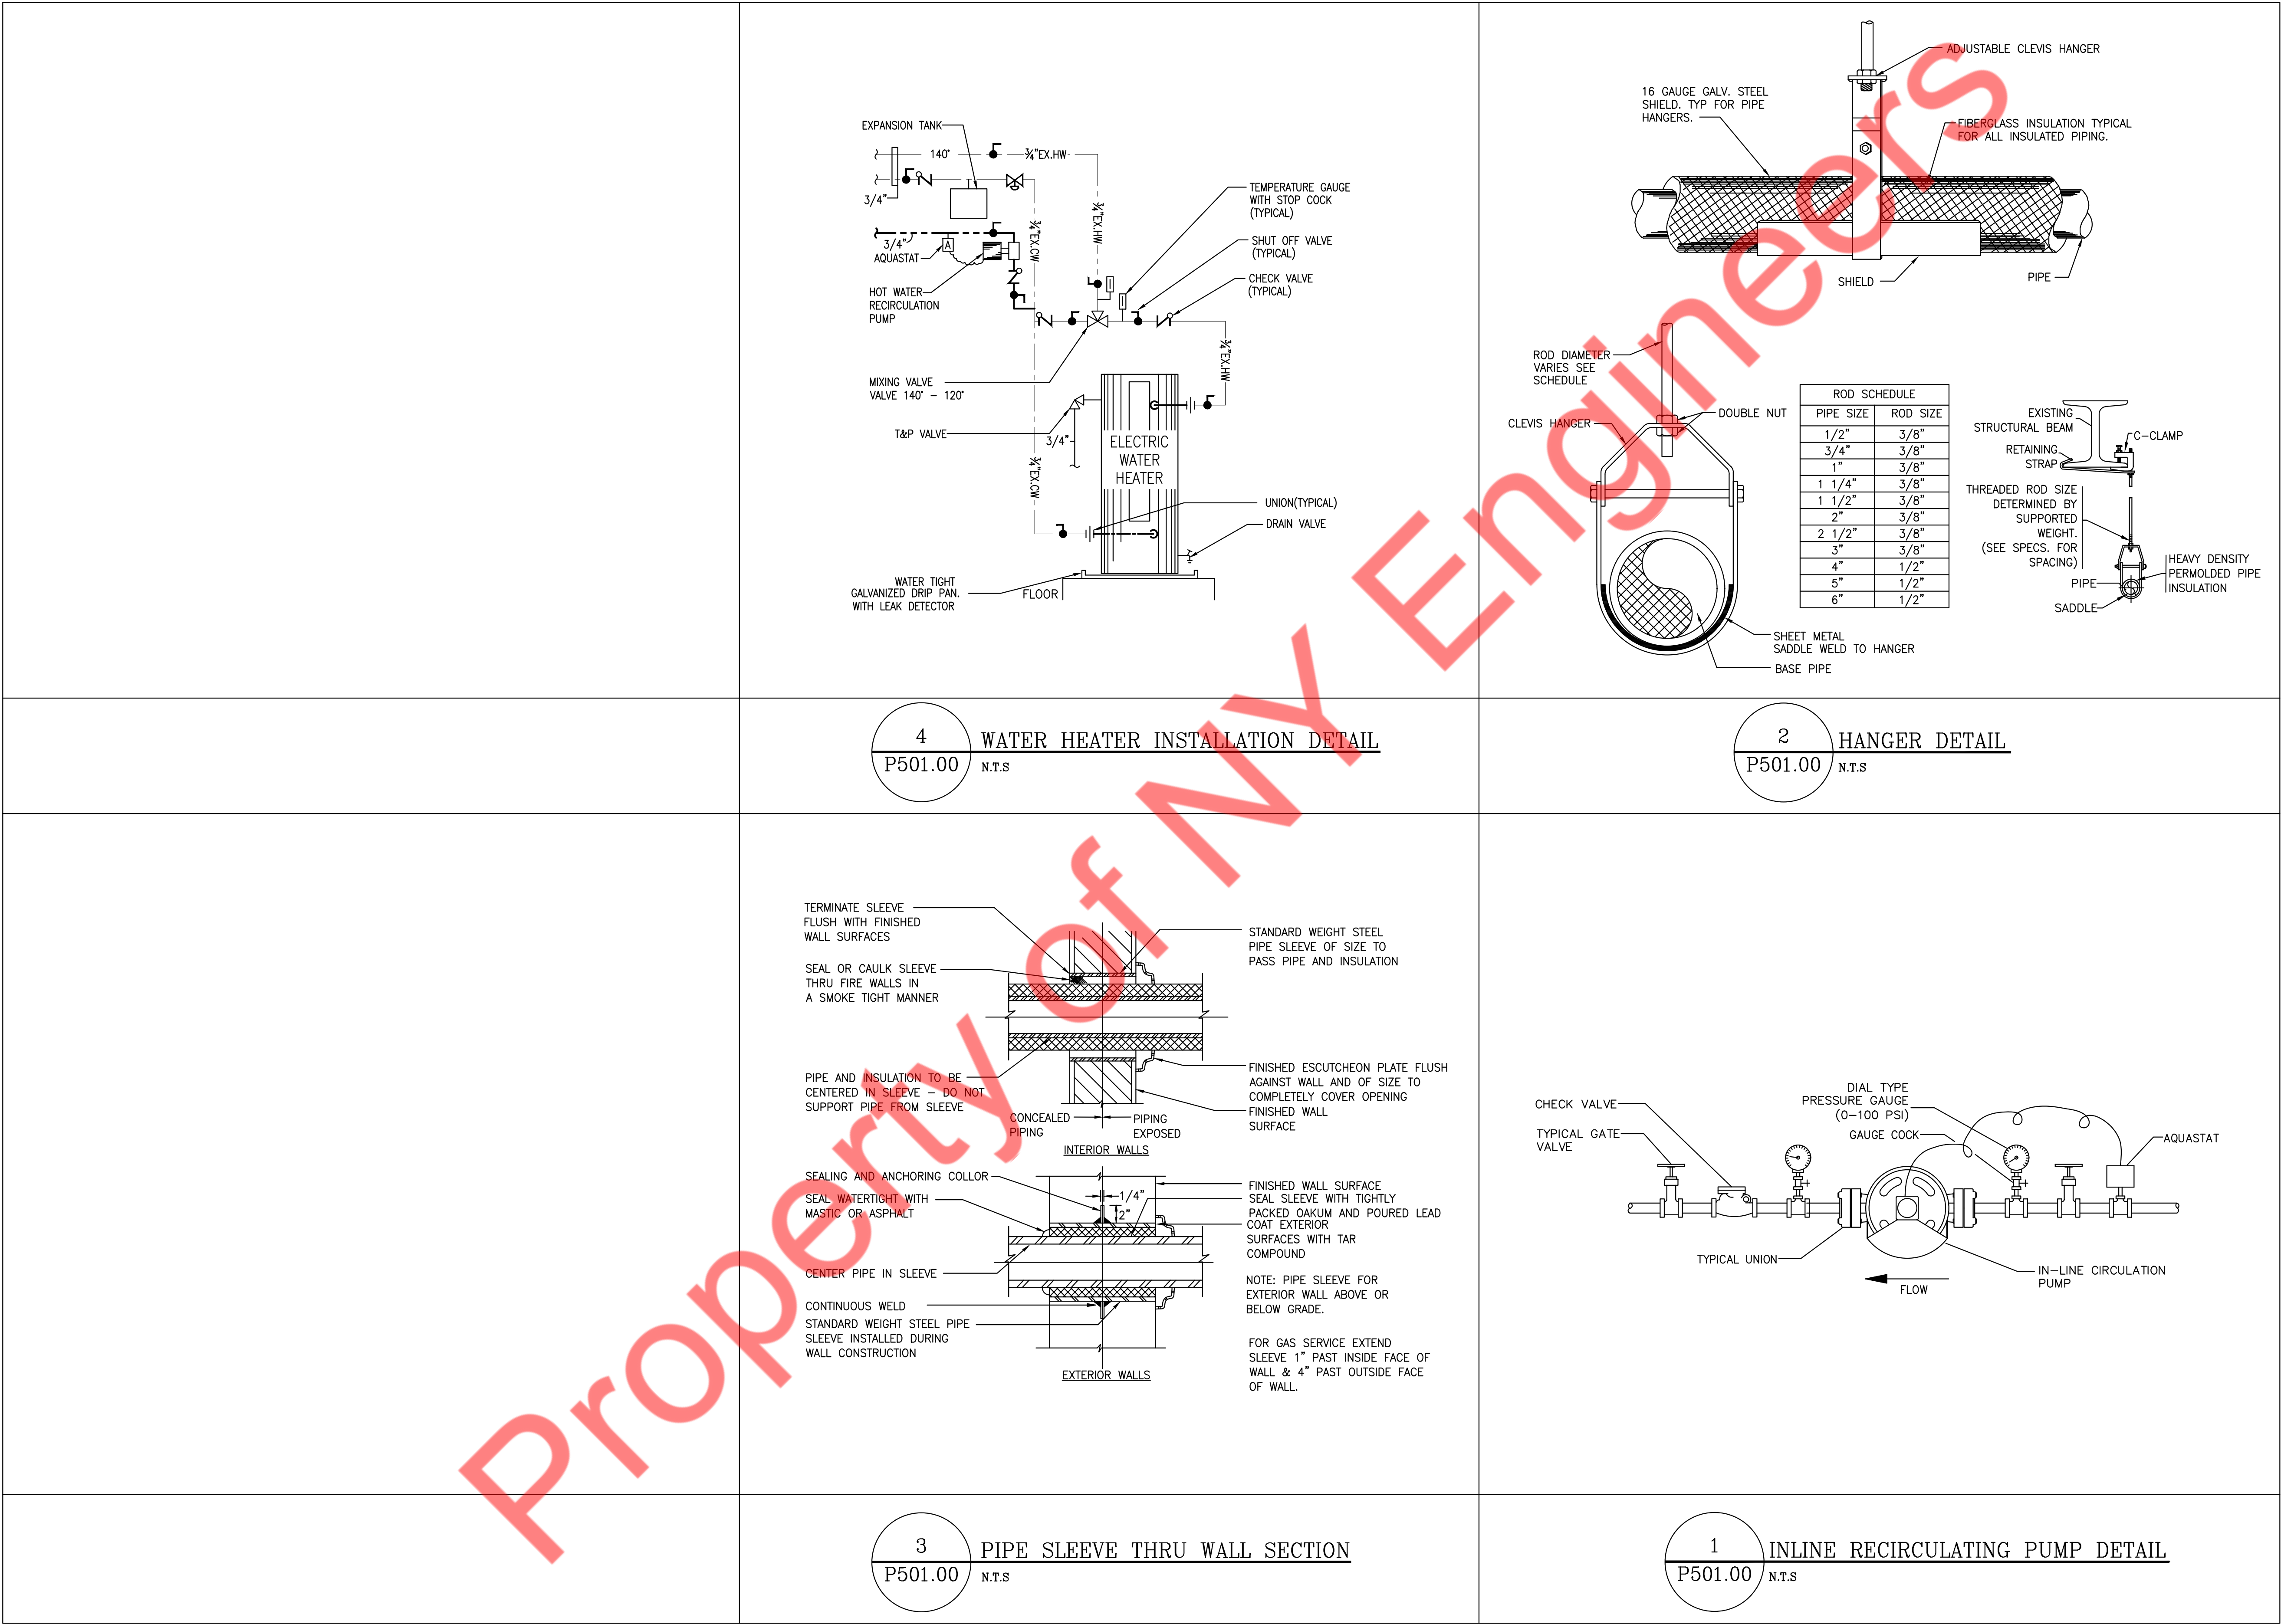 EXPANSION TANK
140°
¾"EX.HW
3/4"
¾"EX.HW
¾"EX.CW
3/4"
A
AQUASTAT
HOT WATER
RECIRCULATION
PUMP
TEMPERATURE GAUGE
WITH STOP COCK
(TYPICAL)
SHUT OFF VALVE
(TYPICAL)
CHECK VALVE
(TYPICAL)
¾"EX.HW
MIXING VALVE
VALVE 140° - 120°
T&P VALVE
3/4"
ELECTRIC
WATER
HEATER
¾"EX.CW
UNION(TYPICAL)
DRAIN VALVE
WATER TIGHT
GALVANIZED DRIP PAN.
WITH LEAK DETECTOR
FLOOR
4
P501.00
WATER HEATER INSTALLATION DETAIL
N.T.S
ADJUSTABLE CLEVIS HANGER
16 GAUGE GALV. STEEL
SHIELD. TYP FOR PIPE
HANGERS.
FIBERGLASS INSULATION TYPICAL
FOR ALL INSULATED PIPING.
SHIELD
PIPE
ROD DIAMETER
VARIES SEE
SCHEDULE
CLEVIS HANGER
DOUBLE NUT
SHEET METAL
SADDLE WELD TO HANGER
BASE PIPE
ROD SCHEDULE
PIPE SIZE ROD SIZE
1/2" 3/8"
3/4" 3/8"
1" 3/8"
1 1/4" 3/8"
1 1/2" 3/8"
2" 3/8"
2 1/2" 3/8"
3" 3/8"
4" 1/2"
5" 1/2"
6" 1/2"
EXISTING
STRUCTURAL BEAM
C-CLAMP
RETAINING
STRAP
THREADED ROD SIZE
DETERMINED BY
SUPPORTED
WEIGHT.
(SEE SPECS. FOR
SPACING)
PIPE
SADDLE
HEAVY DENSITY
PERMOLDED PIPE
INSULATION
2
P501.00
HANGER DETAIL
N.T.S
TERMINATE SLEEVE
FLUSH WITH FINISHED
WALL SURFACES
SEAL OR CAULK SLEEVE
THRU FIRE WALLS IN
A SMOKE TIGHT MANNER
PIPE AND INSULATION TO BE
CENTERED IN SLEEVE - DO NOT
SUPPORT PIPE FROM SLEEVE
STANDARD WEIGHT STEEL
PIPE SLEEVE OF SIZE TO
PASS PIPE AND INSULATION
FINISHED ESCUTCHEON PLATE FLUSH
AGAINST WALL AND OF SIZE TO
COMPLETELY COVER OPENING
FINISHED WALL
SURFACE
CONCEALED
PIPING
PIPING
EXPOSED
INTERIOR WALLS
SEALING AND ANCHORING COLLOR
SEAL WATERTIGHT WITH
MASTIC OR ASPHALT
CENTER PIPE IN SLEEVE
CONTINUOUS WELD
STANDARD WEIGHT STEEL PIPE
SLEEVE INSTALLED DURING
WALL CONSTRUCTION
1/4"
2"
FINISHED WALL SURFACE
SEAL SLEEVE WITH TIGHTLY
PACKED OAKUM AND POURED LEAD
COAT EXTERIOR
SURFACES WITH TAR
COMPOUND
NOTE: PIPE SLEEVE FOR
EXTERIOR WALL ABOVE OR
BELOW GRADE.
FOR GAS SERVICE EXTEND
SLEEVE 1" PAST INSIDE FACE OF
WALL & 4" PAST OUTSIDE FACE
OF WALL.
EXTERIOR WALLS
3
P501.00
PIPE SLEEVE THRU WALL SECTION
N.T.S
CHECK VALVE
TYPICAL GATE
VALVE
DIAL TYPE
PRESSURE GAUGE
(0-100 PSI)
GAUGE COCK
AQUASTAT
TYPICAL UNION
IN-LINE CIRCULATION
PUMP
FLOW
1
P501.00
INLINE RECIRCULATING PUMP DETAIL
N.T.S
Property of NY Engineers